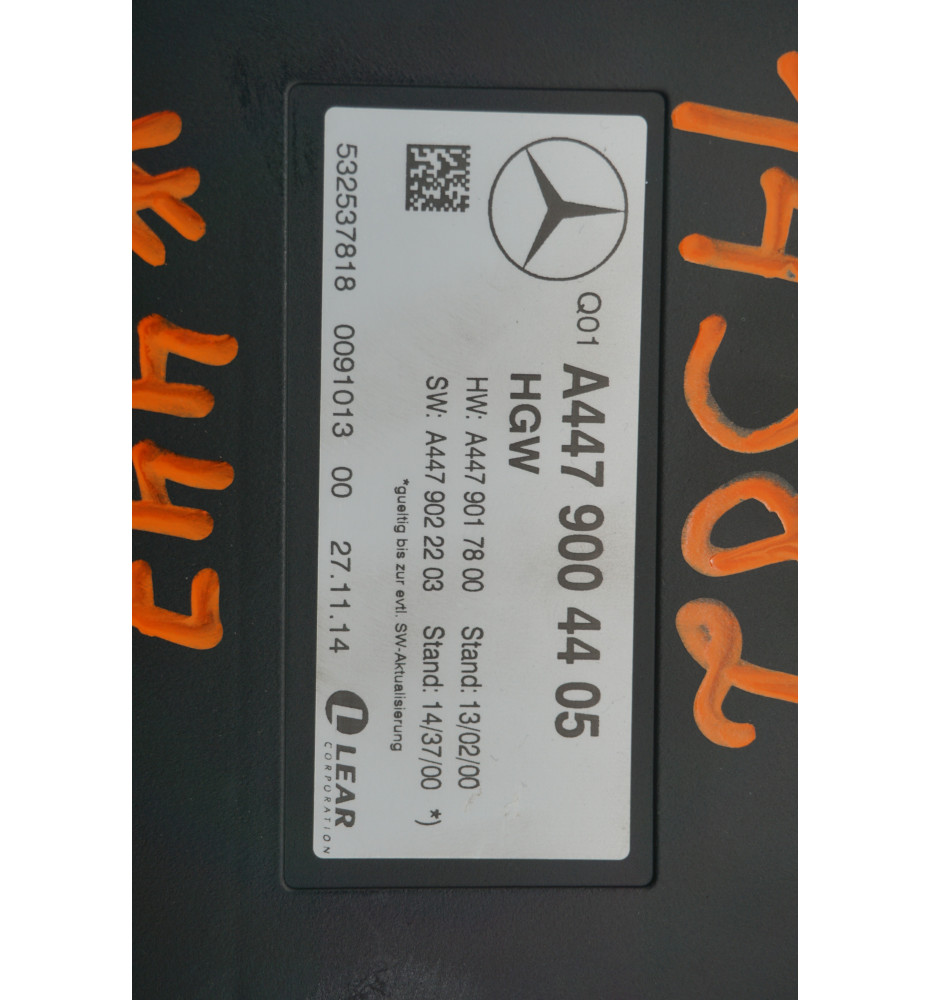 Q01 A447 900 44 05
HGW
HW: A447 901 78 00 Stand: 13/02/00
SW: A447 902 22 03 Stand: 14/37/00 *)
*gueltig bis zur evtl. SW-Aktualisierung
532537818 0091013 00 27.11.14
LEAR
CORPORATION